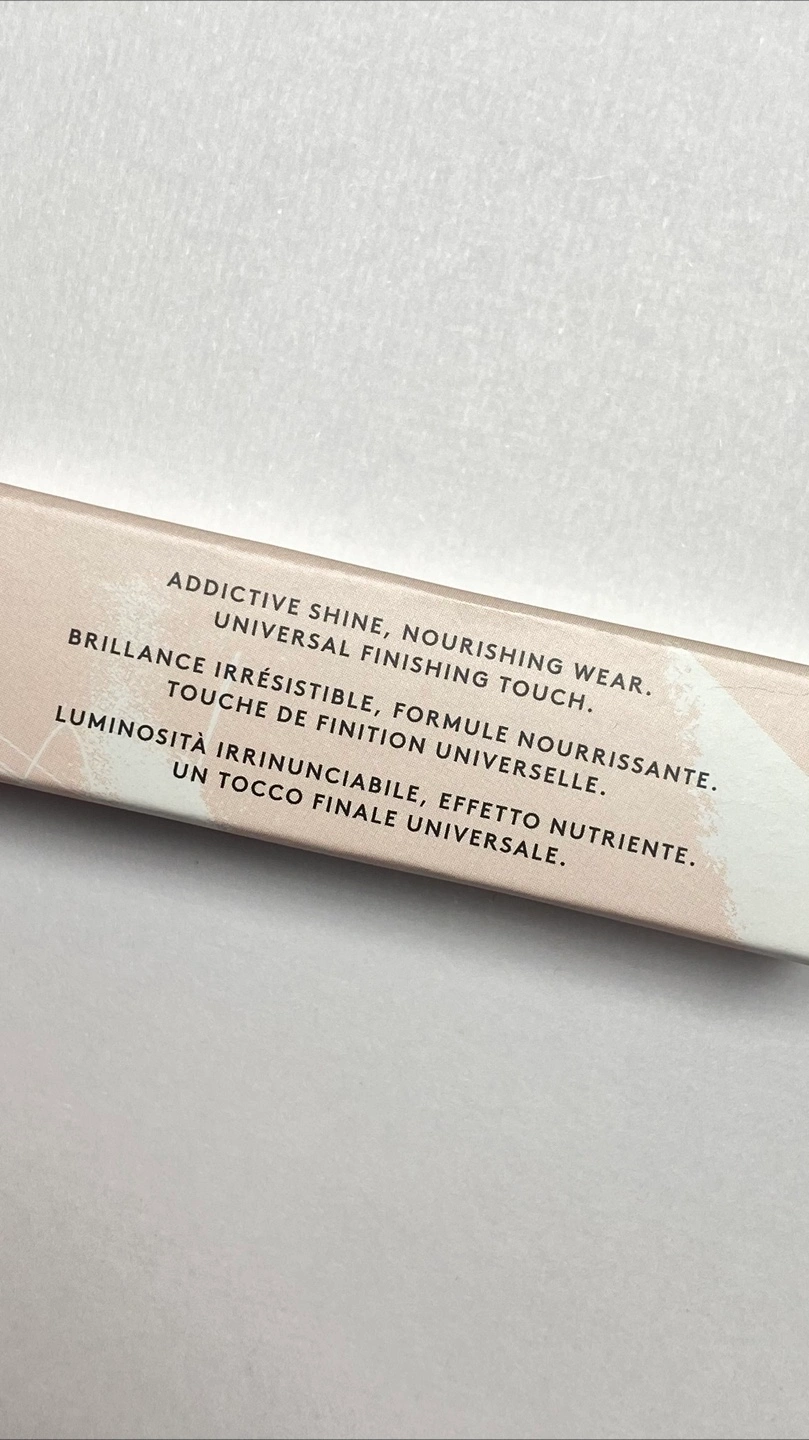 ADDICTIVE SHINE, NOURISHING WEAR.
UNIVERSAL FINISHING TOUCH.
BRILLANCE IRRÉSISTIBLE, FORMULE NOURRISSANTE.
TOUCHE DE FINITION UNIVERSELLE.
LUMINOSITÀ IRRINUNCIABILE, EFFETTO NUTRIENTE.
UN TOCCO FINALE UNIVERSALE.